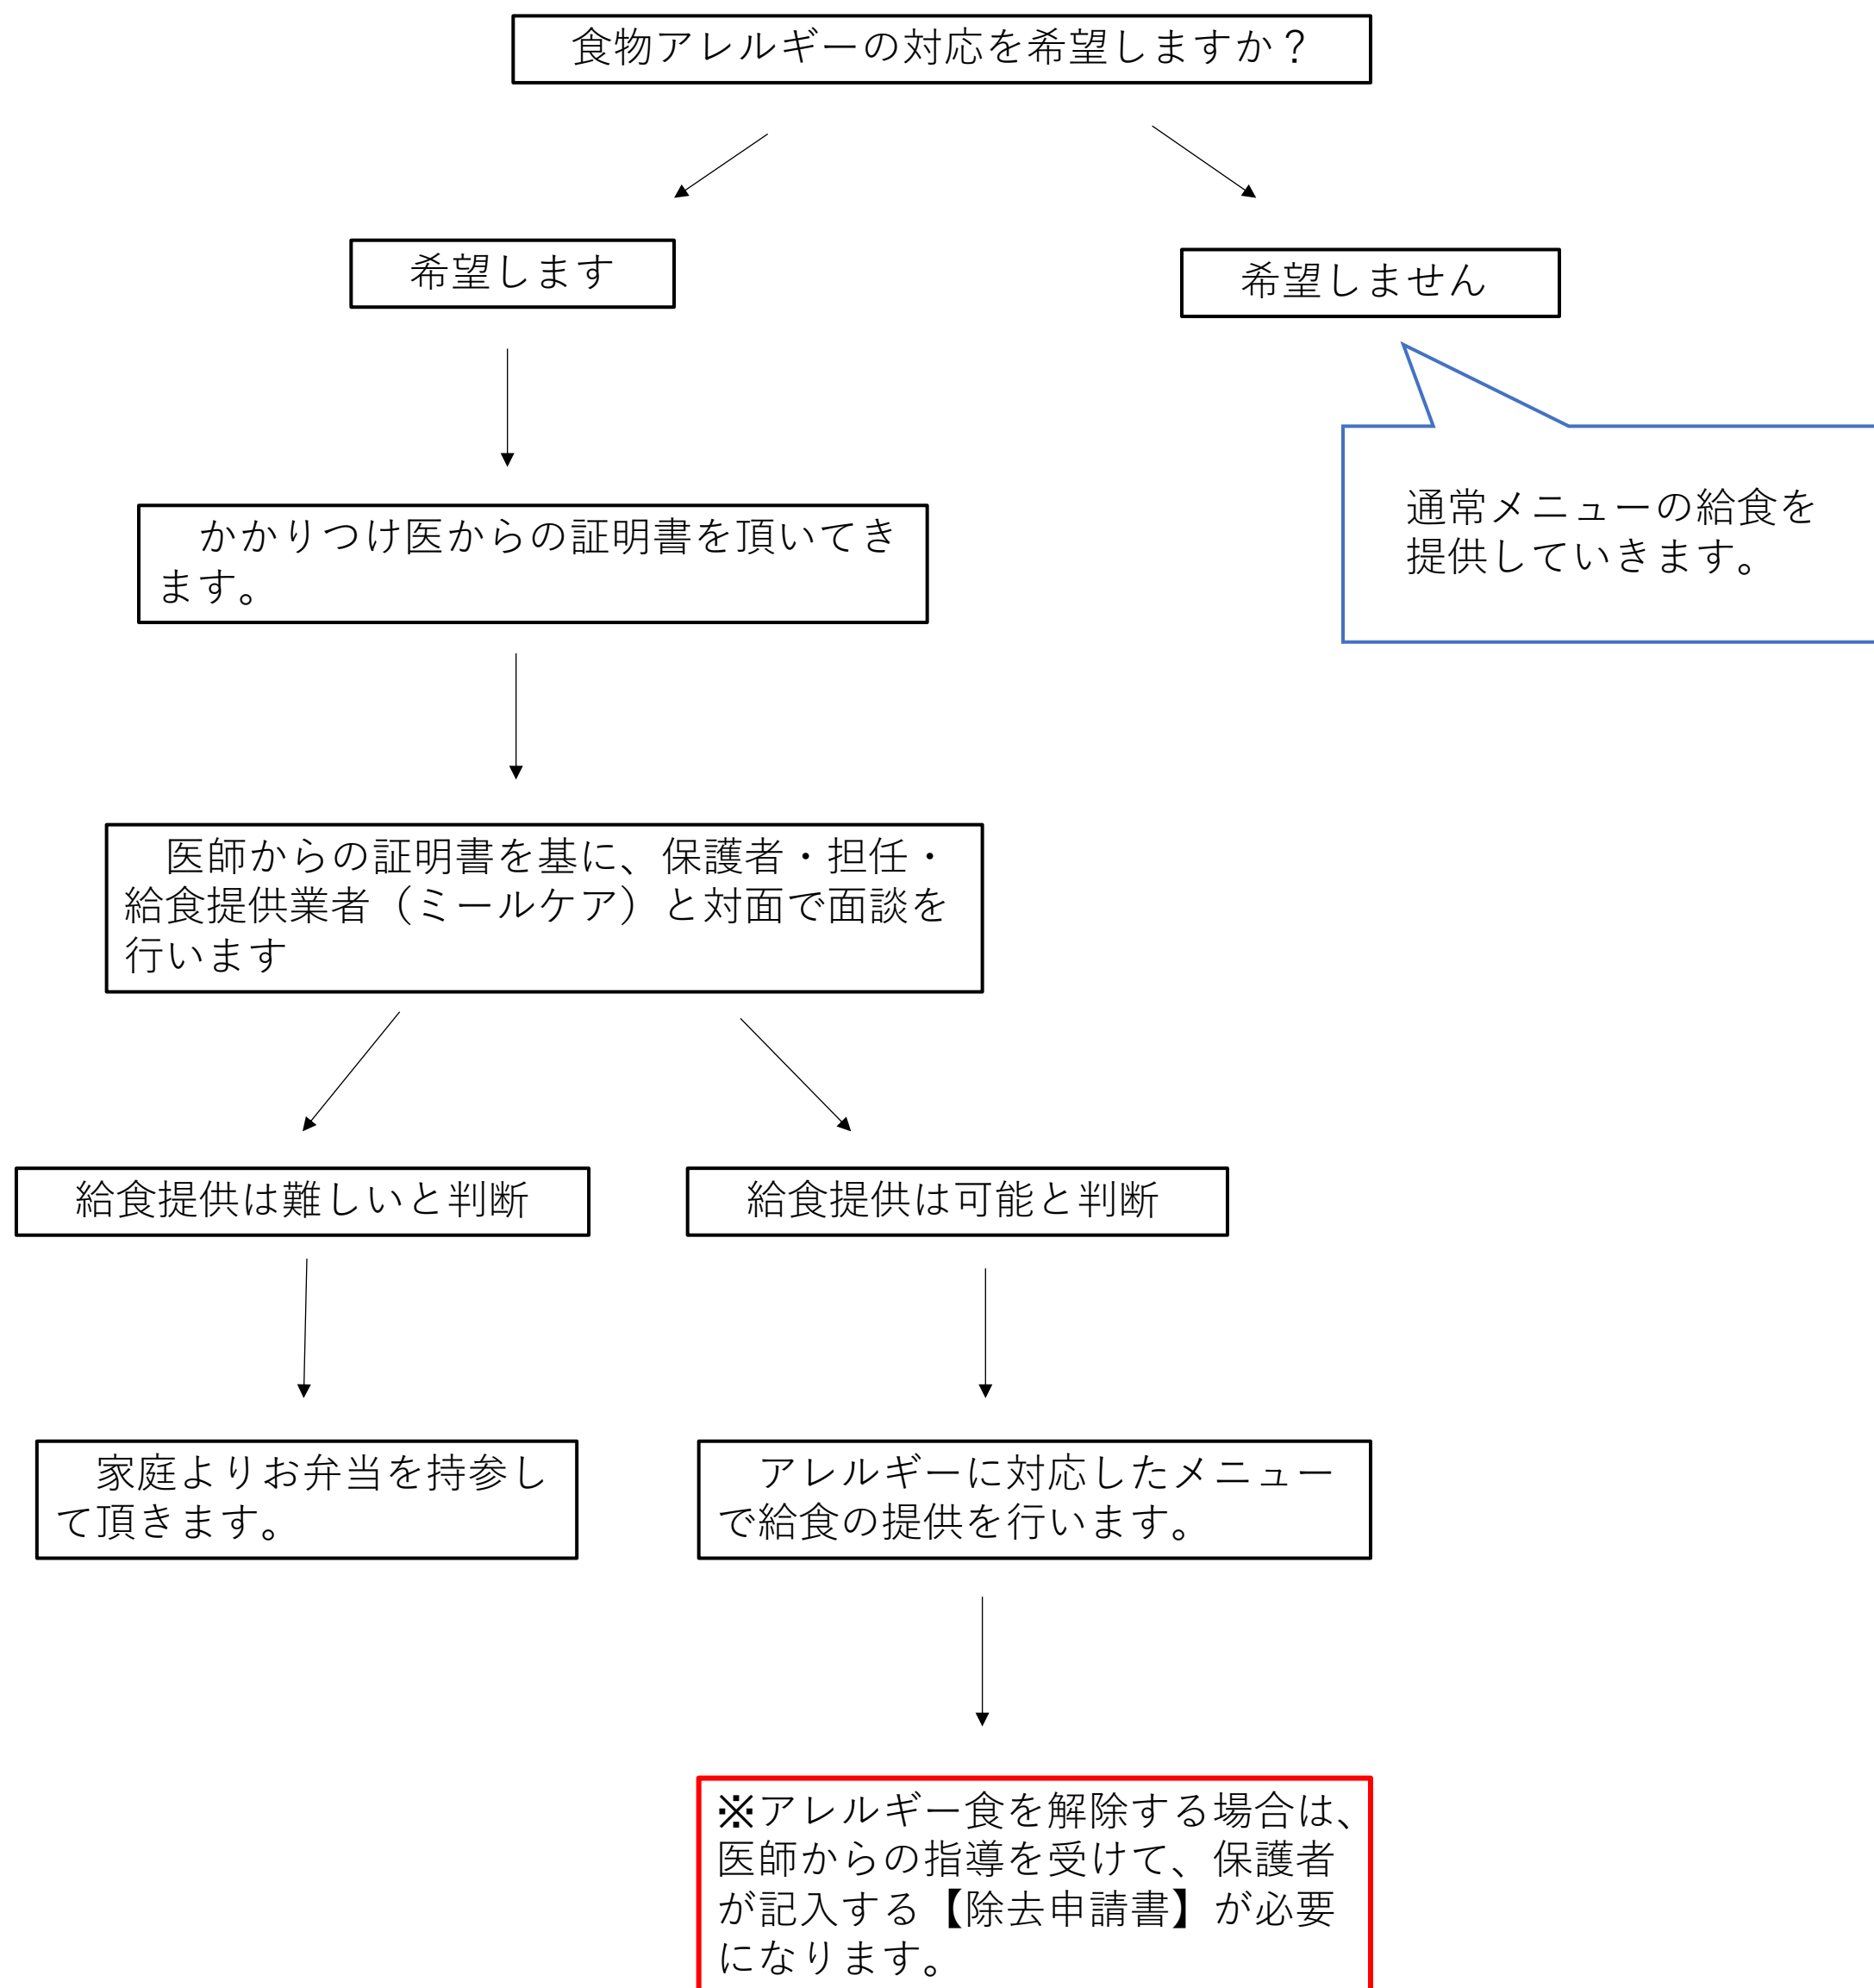 食物アレルギーの対応を希望しますか？
希望します
希望しません
通常メニューの給食を
提供していきます。
かかりつけ医からの証明書を頂いてき
ます。
医師からの証明書を基に、保護者・担任・
給食提供業者（ミールケア）と対面で面談を
行います
給食提供は難しいと判断
給食提供は可能と判断
家庭よりお弁当を持参し
て頂きます。
アレルギーに対応したメニュー
で給食の提供を行います。
※アレルギー食を解除する場合は、
医師からの指導を受けて、保護者
が記入する【除去申請書】が必要
になります。